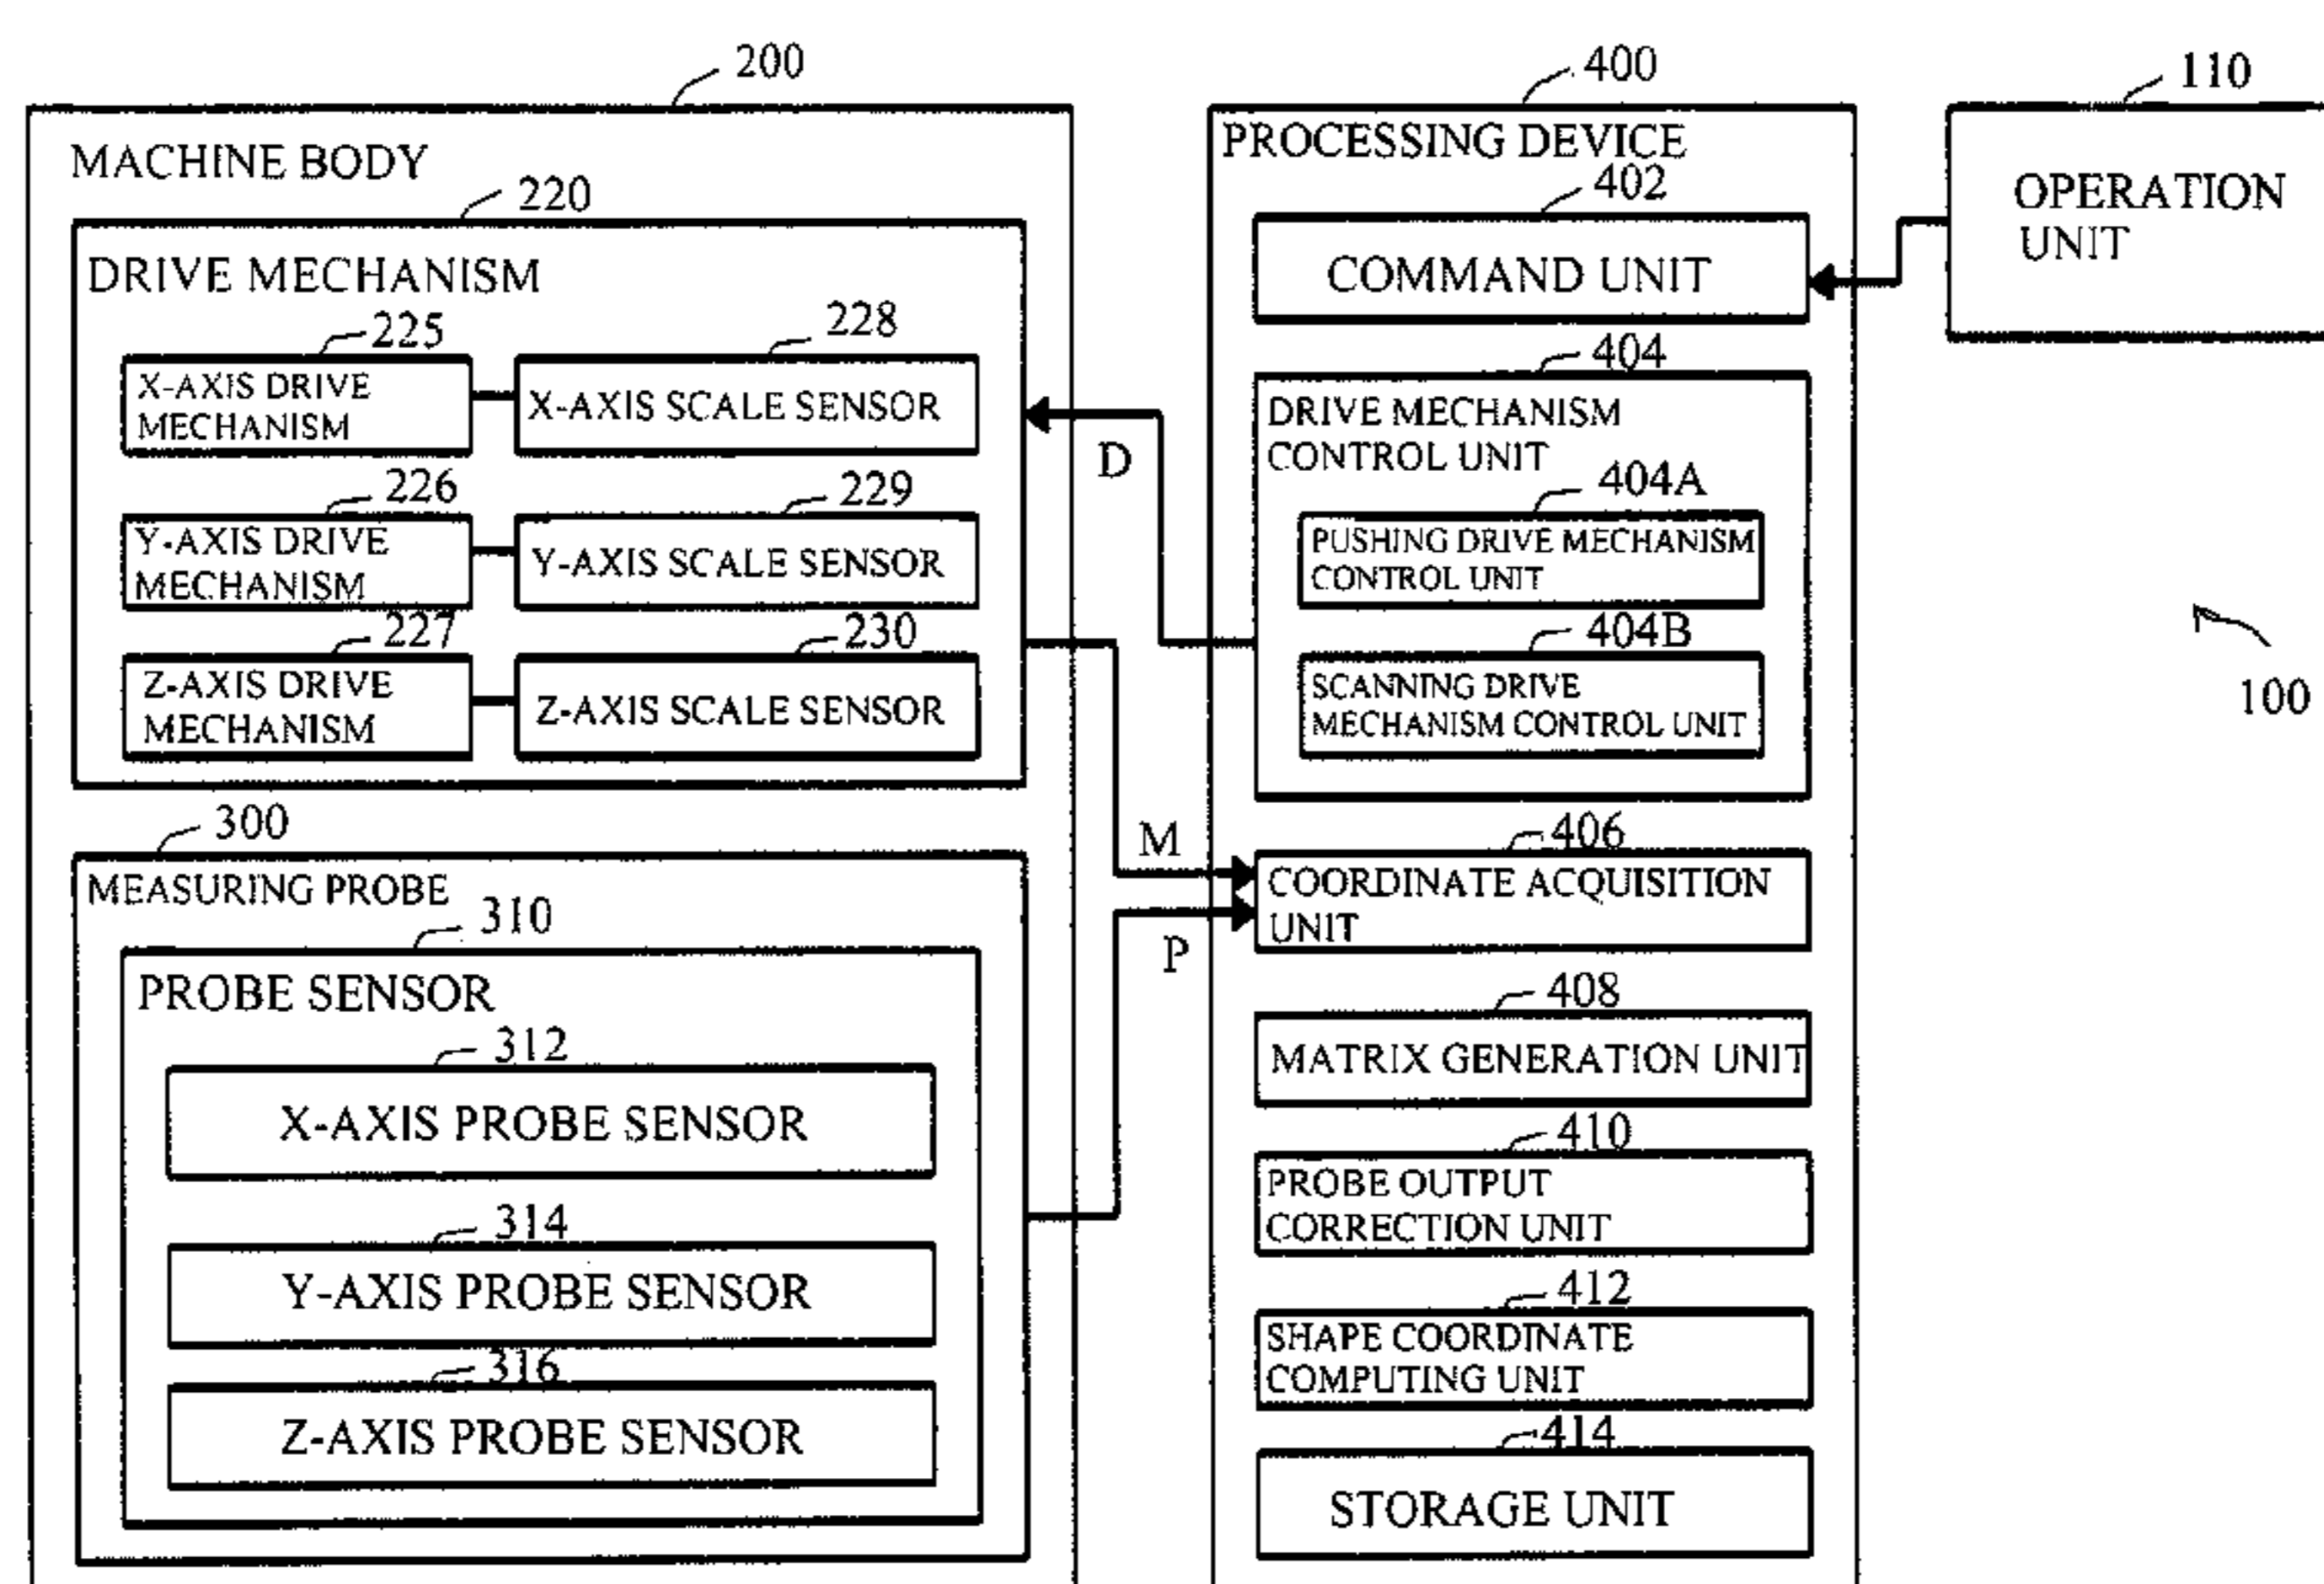 200
MACHINE BODY
220
DRIVE MECHANISM
225
228
X-AXIS DRIVE
MECHANISM
X-AXIS SCALE SENSOR
226
229
Y-AXIS DRIVE
MECHANISM
Y-AXIS SCALE SENSOR
227
230
Z-AXIS DRIVE
MECHANISM
Z-AXIS SCALE SENSOR
300
MEASURING PROBE
310
PROBE SENSOR
312
X-AXIS PROBE SENSOR
314
Y-AXIS PROBE SENSOR
316
Z-AXIS PROBE SENSOR
D
M
P
400
PROCESSING DEVICE
402
COMMAND UNIT
404
DRIVE MECHANISM
CONTROL UNIT
404A
PUSHING DRIVE MECHANISM
CONTROL UNIT
404B
SCANNING DRIVE
MECHANISM CONTROL UNIT
406
COORDINATE ACQUISITION
UNIT
408
MATRIX GENERATION UNIT
410
PROBE OUTPUT
CORRECTION UNIT
412
SHAPE COORDINATE
COMPUTING UNIT
414
STORAGE UNIT
110
OPERATION
UNIT
100